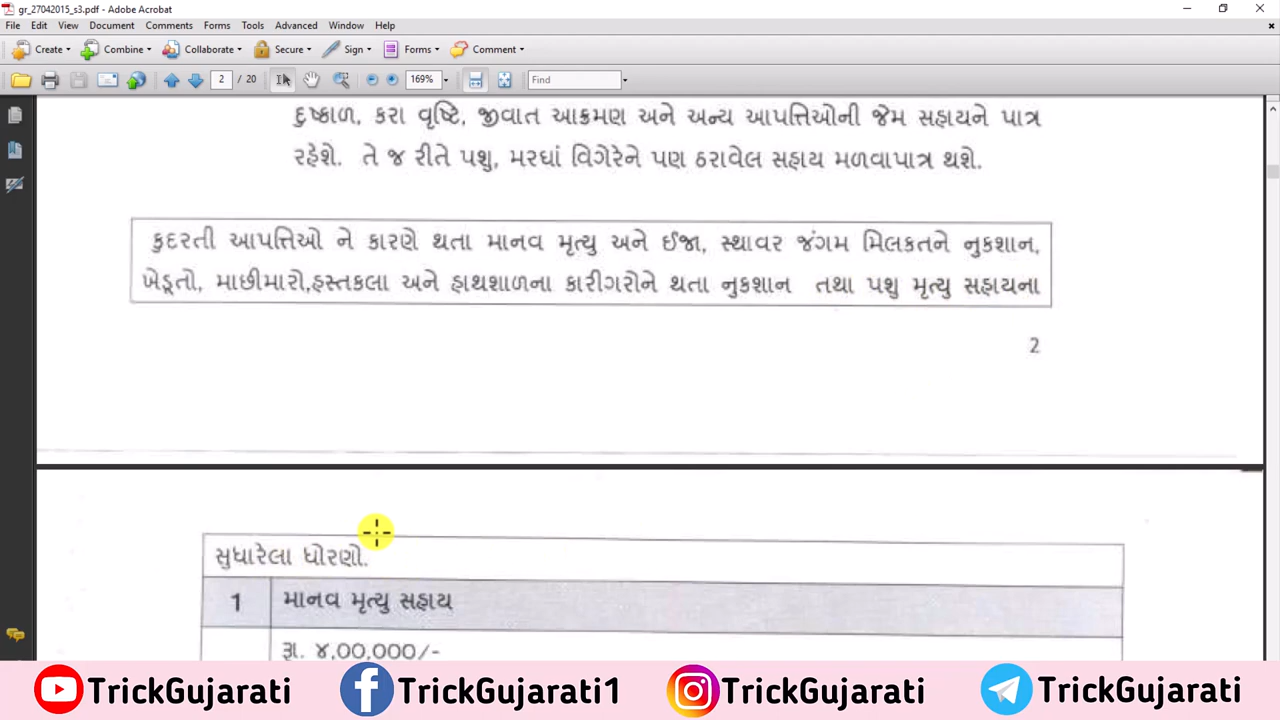 gr_27042015_s3.pdf - Adobe Acrobat
File Edit View Document Comments Forms Tools Advanced Window Help
Create Combine Collaborate Secure Sign Forms Comment
2 / 20 169% Find
દુષ્કાળ, કરા વૃષ્ટિ, જીવાત આક્રમણ અને અન્ય આપત્તિઓની જેમ સહાયને પાત્ર
રહેશે. તે જ રીતે પશુ, મરઘાં વિગેરેને પણ ઠરાવેલ સહાય મળવાપાત્ર થશે.
કુદરતી આપત્તિઓ ને કારણે થતા માનવ મૃત્યુ અને ઈજા, સ્થાવર જંગમ મિલકતને નુકશાન,
ખેડૂતો, માછીમારો,હસ્તકલા અને હાથશાળના કારીગરોને થતા નુકશાન તથા પશુ મૃત્યુ સહાયના
2
સુધારેલા ધોરણો.
1 માનવ મૃત્યુ સહાય
રૂા. ૪,૦૦,૦૦૦/-
TrickGujarati TrickGujarati1 TrickGujarati TrickGujarati